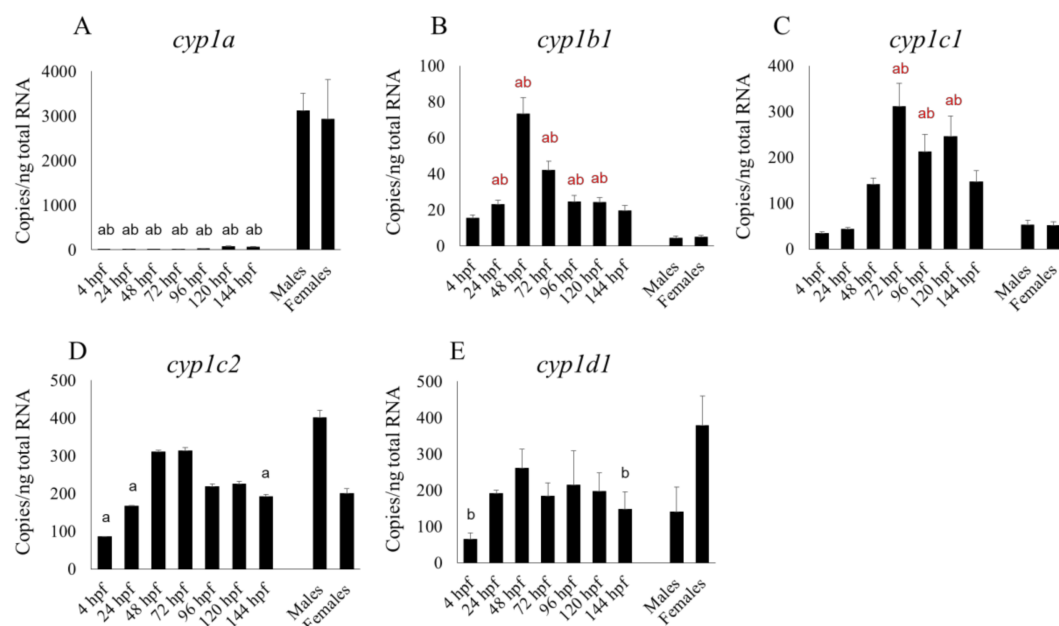 A
cyp1a
Copies/ng total RNA
4000
3000
2000
1000
0
ab ab ab ab ab ab ab
4 hpf 24 hpf 48 hpf 72 hpf 96 hpf 120 hpf 144 hpf Males Females
B
cyp1b1
Copies/ng total RNA
100
80
60
40
20
0
ab ab ab ab ab
4 hpf 24 hpf 48 hpf 72 hpf 96 hpf 120 hpf 144 hpf Males Females
C
cyp1c1
Copies/ng total RNA
400
300
200
100
0
ab ab ab
4 hpf 24 hpf 48 hpf 72 hpf 96 hpf 120 hpf 144 hpf Males Females
D
cyp1c2
Copies/ng total RNA
500
400
300
200
100
0
a a a
4 hpf 24 hpf 48 hpf 72 hpf 96 hpf 120 hpf 144 hpf Males Females
E
cyp1d1
Copies/ng total RNA
500
400
300
200
100
0
b b
4 hpf 24 hpf 48 hpf 72 hpf 96 hpf 120 hpf 144 hpf Males Females